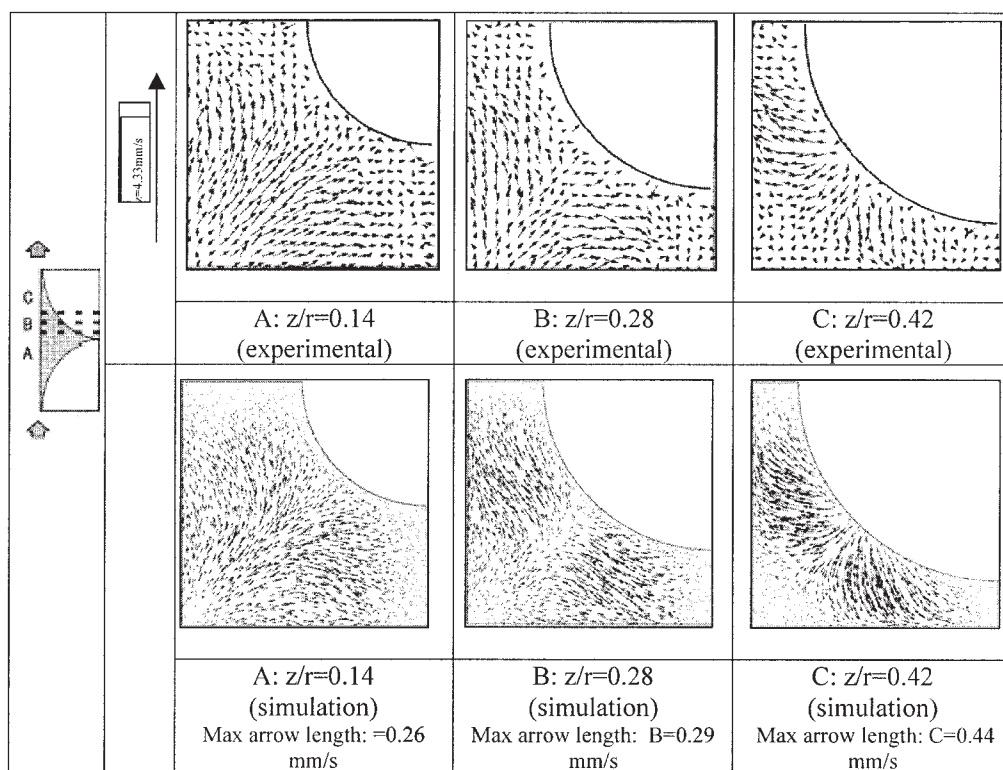 v=4.33mm/s
C
B
A
A: z/r=0.14
(experimental)
B: z/r=0.28
(experimental)
C: z/r=0.42
(experimental)
A: z/r=0.14
(simulation)
Max arrow length: =0.26
mm/s
B: z/r=0.28
(simulation)
Max arrow length: B=0.29
mm/s
C: z/r=0.42
(simulation)
Max arrow length: C=0.44
mm/s